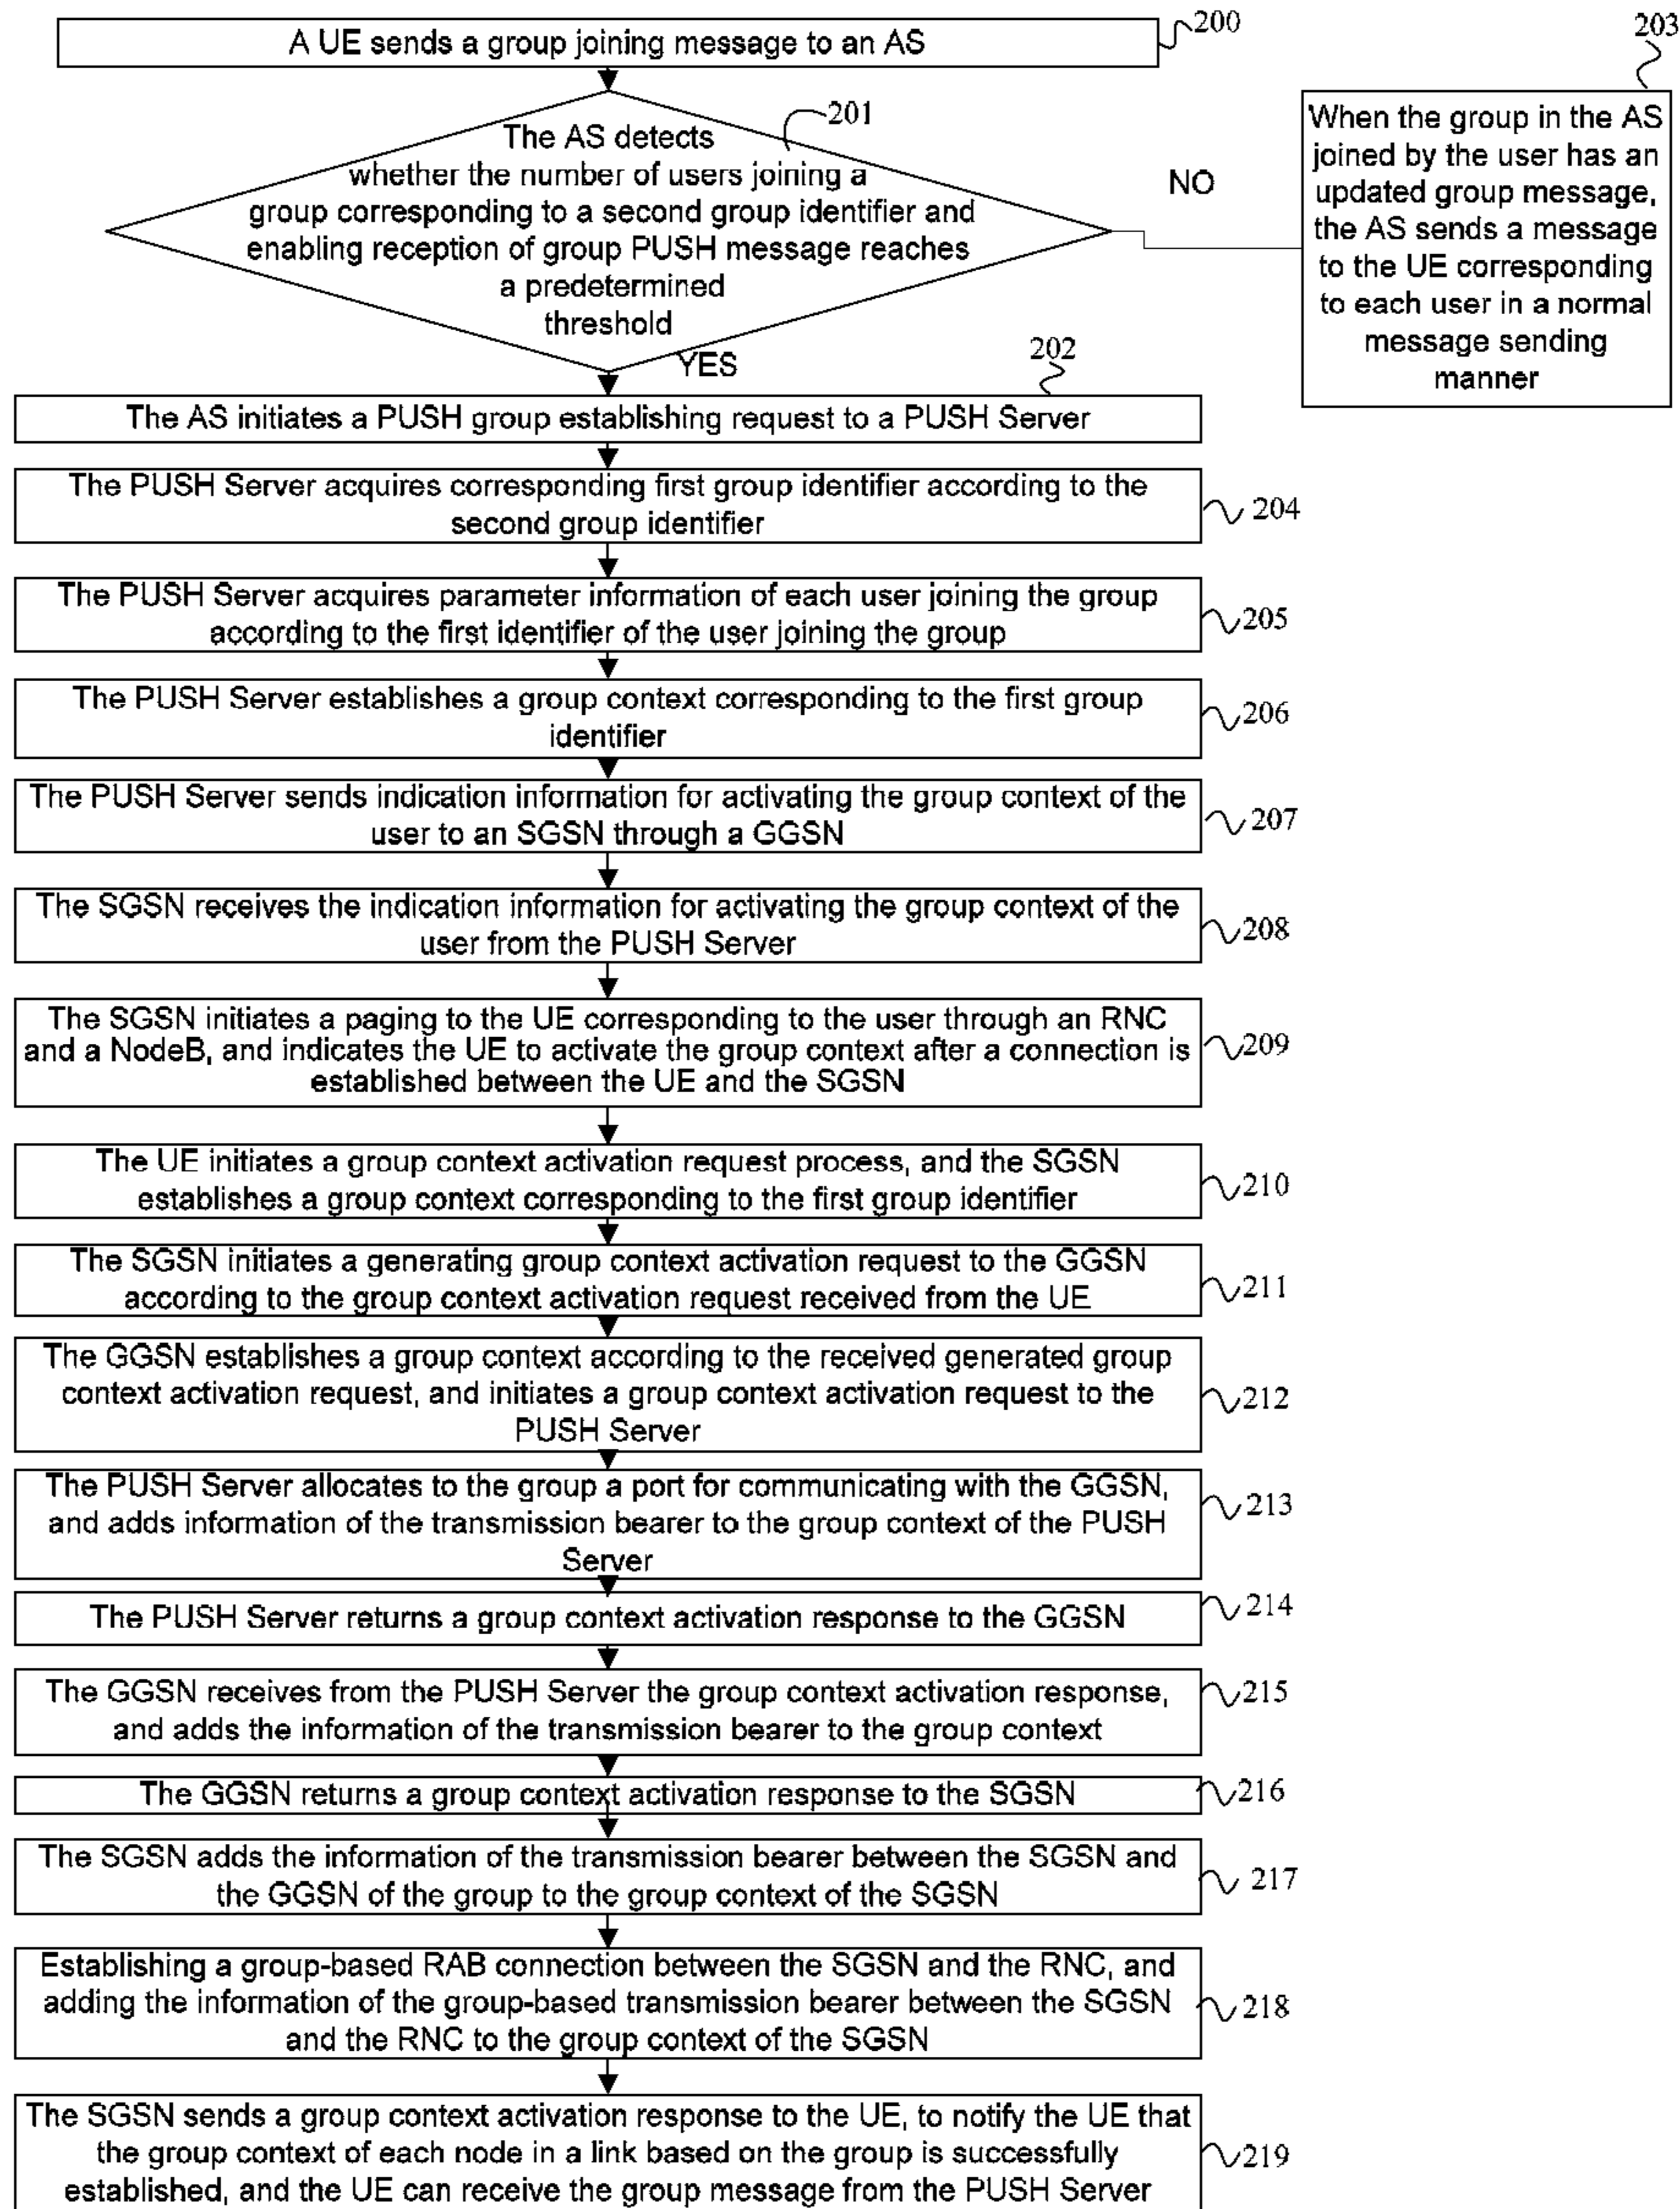 A UE sends a group joining message to an AS
200
203
The AS detects
whether the number of users joining a
group corresponding to a second group identifier and
enabling reception of group PUSH message reaches
a predetermined
threshold
201
NO
When the group in the AS
joined by the user has an
updated group message,
the AS sends a message
to the UE corresponding
to each user in a normal
message sending
manner
YES
202
The AS initiates a PUSH group establishing request to a PUSH Server
The PUSH Server acquires corresponding first group identifier according to the
second group identifier
204
The PUSH Server acquires parameter information of each user joining the group
according to the first identifier of the user joining the group
205
The PUSH Server establishes a group context corresponding to the first group
identifier
206
The PUSH Server sends indication information for activating the group context of the
user to an SGSN through a GGSN
207
The SGSN receives the indication information for activating the group context of the
user from the PUSH Server
208
The SGSN initiates a paging to the UE corresponding to the user through an RNC
and a NodeB, and indicates the UE to activate the group context after a connection is
established between the UE and the SGSN
209
The UE initiates a group context activation request process, and the SGSN
establishes a group context corresponding to the first group identifier
210
The SGSN initiates a generating group context activation request to the GGSN
according to the group context activation request received from the UE
211
The GGSN establishes a group context according to the received generated group
context activation request, and initiates a group context activation request to the
PUSH Server
212
The PUSH Server allocates to the group a port for communicating with the GGSN,
and adds information of the transmission bearer to the group context of the PUSH
Server
213
The PUSH Server returns a group context activation response to the GGSN
214
The GGSN receives from the PUSH Server the group context activation response,
and adds the information of the transmission bearer to the group context
215
The GGSN returns a group context activation response to the SGSN
216
The SGSN adds the information of the transmission bearer between the SGSN and
the GGSN of the group to the group context of the SGSN
217
Establishing a group-based RAB connection between the SGSN and the RNC, and
adding the information of the group-based transmission bearer between the SGSN
and the RNC to the group context of the SGSN
218
The SGSN sends a group context activation response to the UE, to notify the UE that
the group context of each node in a link based on the group is successfully
established, and the UE can receive the group message from the PUSH Server
219